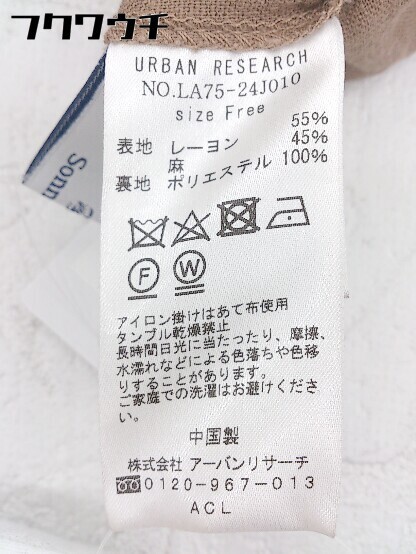 フクウチ
URBAN RESEARCH
NO.LA75-24J010
size Free
表地 レーヨン 55%
麻 45%
裏地 ポリエステル 100%
F W
アイロン掛けはあて布使用
タンブル乾燥禁止
長時間日光に当たったり、摩擦、
水濡れなどによる色落ちや色移
りすることがあります。
ご家庭での洗濯はお避けくださ
い。
中国製
株式会社 アーバンリサーチ
0120-967-013
ACL
Sonn